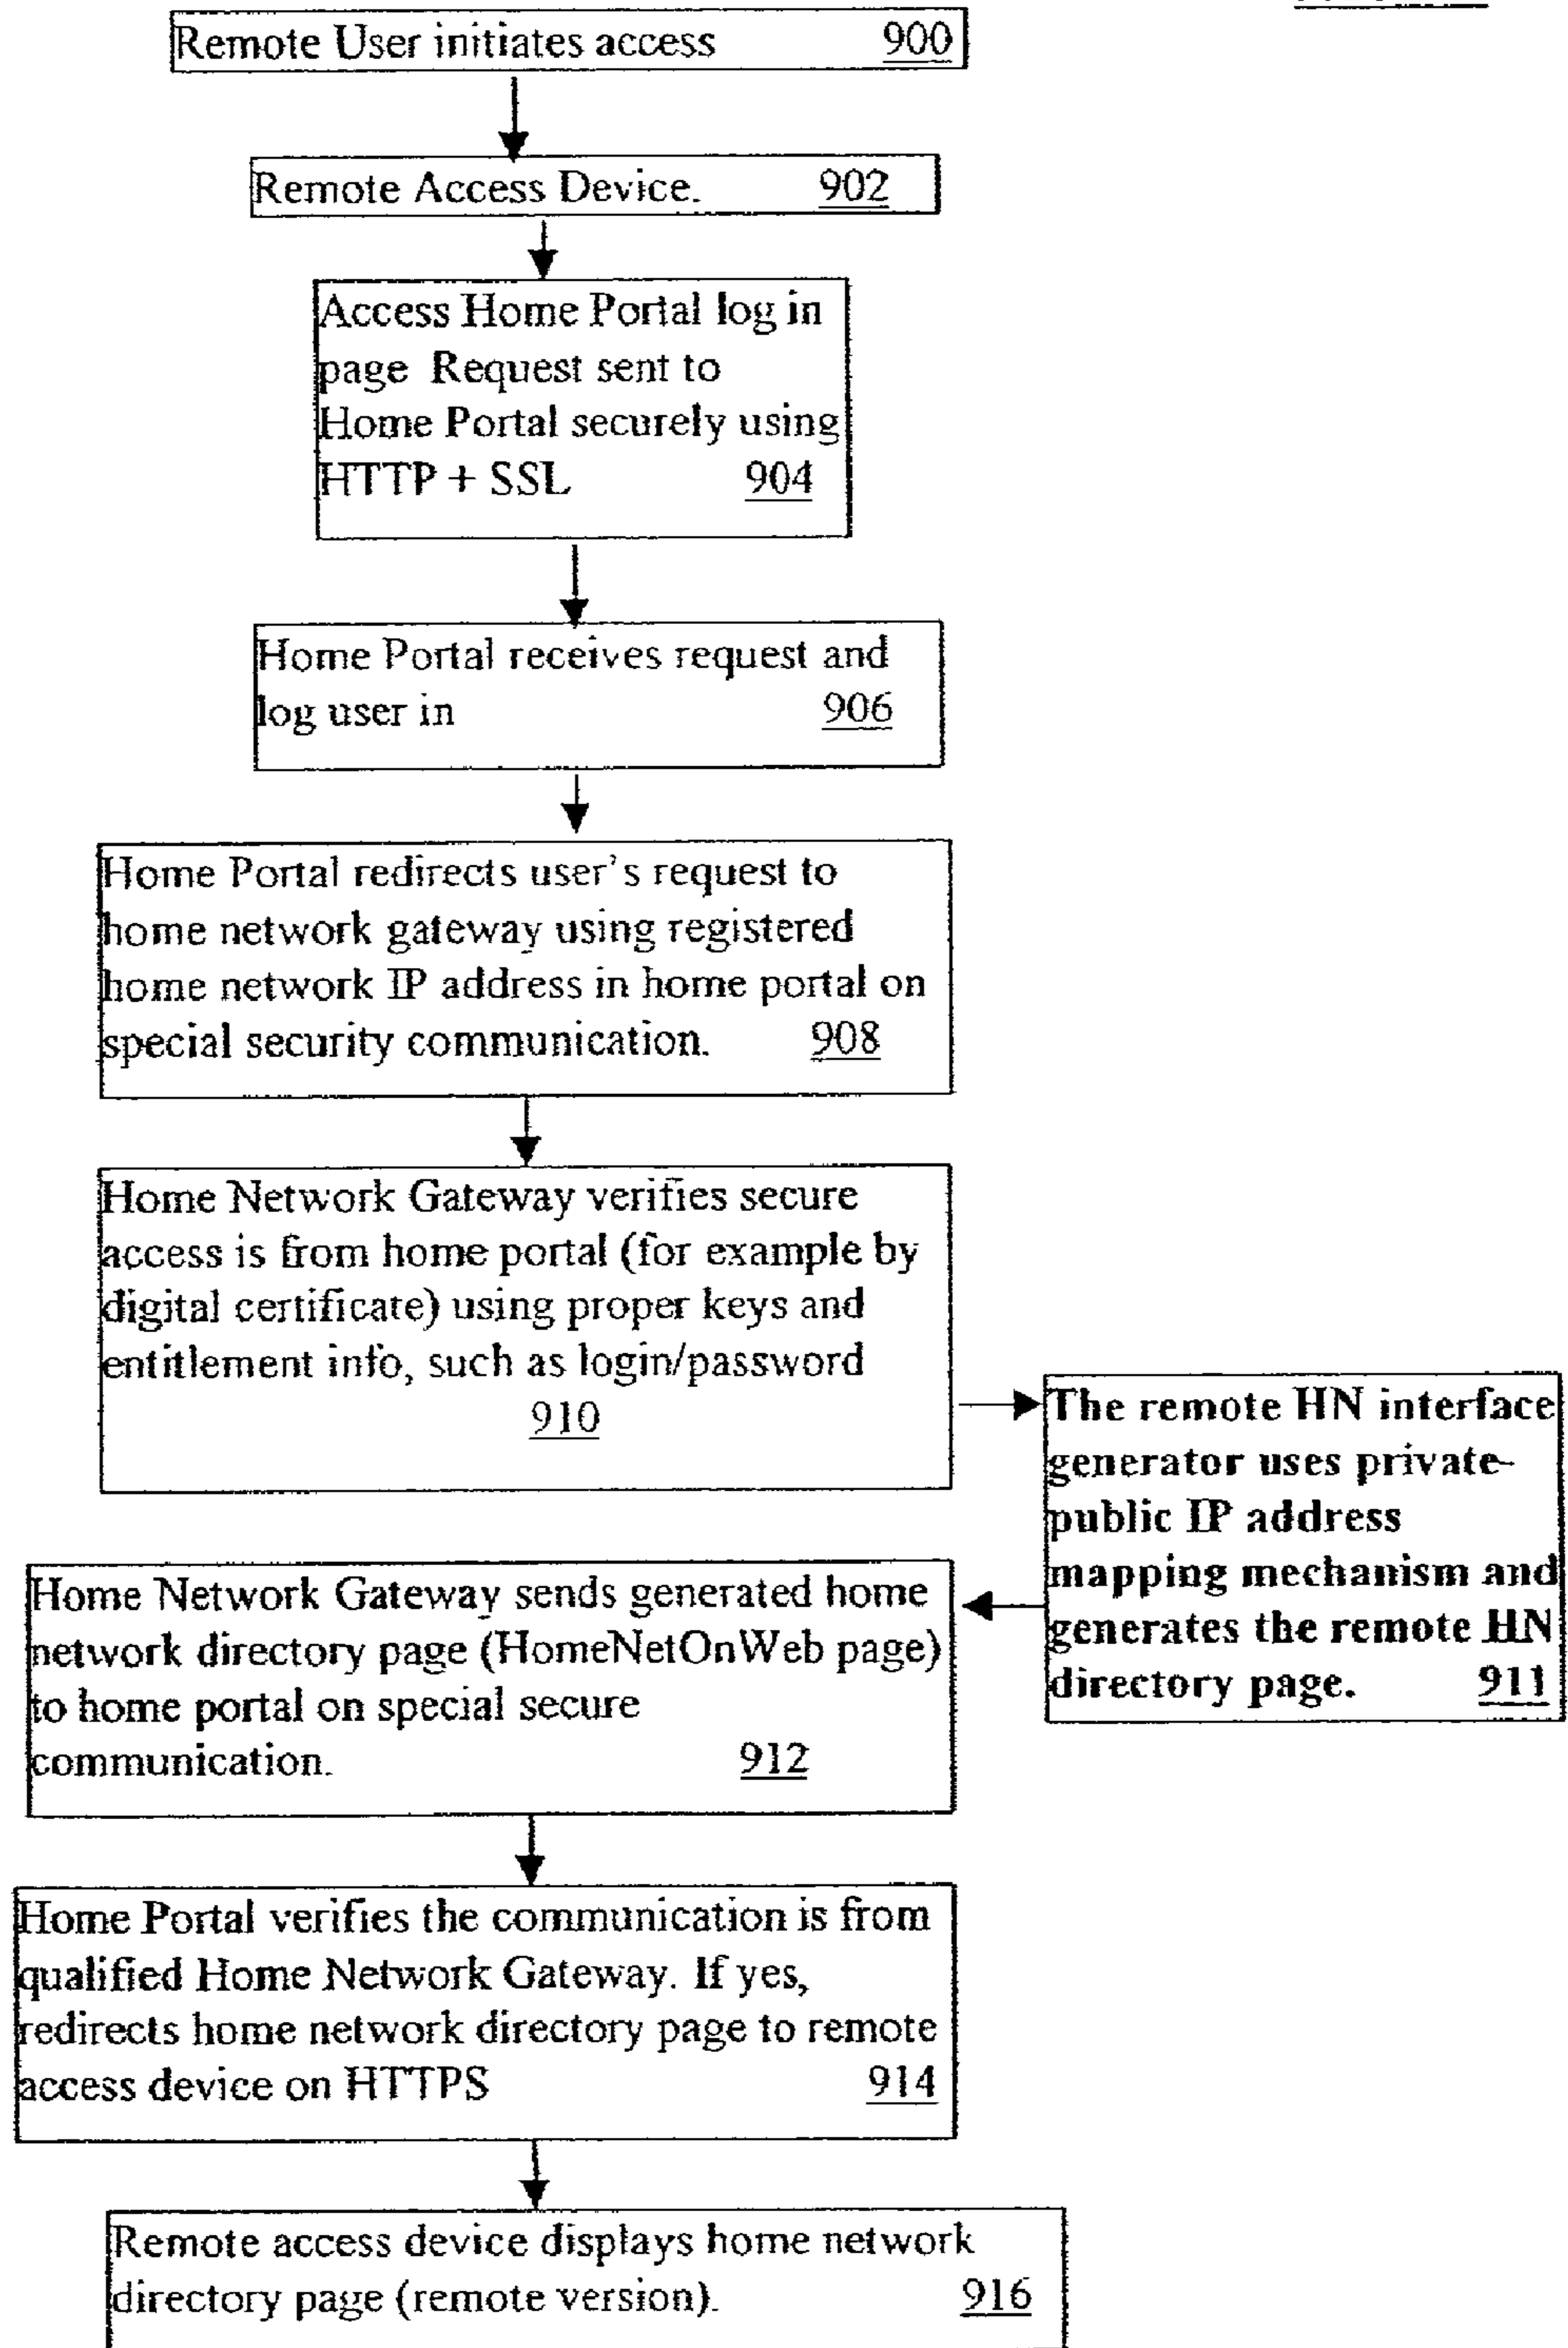 Remote User initiates access 900
Remote Access Device. 902
Access Home Portal log in
page Request sent to
Home Portal securely using
HTTP + SSL 904
Home Portal receives request and
log user in 906
Home Portal redirects user's request to
home network gateway using registered
home network IP address in home portal on
special security communication. 908
Home Network Gateway verifies secure
access is from home portal (for example by
digital certificate) using proper keys and
entitlement info, such as login/password
910
The remote HN interface
generator uses private-
public IP address
mapping mechanism and
generates the remote HN
directory page. 911
Home Network Gateway sends generated home
network directory page (HomeNetOnWeb page)
to home portal on special secure
communication. 912
Home Portal verifies the communication is from
qualified Home Network Gateway. If yes,
redirects home network directory page to remote
access device on HTTPS 914
Remote access device displays home network
directory page (remote version). 916